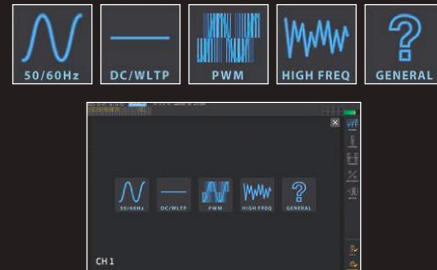 50/60Hz
DC/WLTP
PWM
HIGH FREQ
GENERAL
50/60Hz
DC/WLTP
PWM
HIGH FREQ
GENERAL
CH 1